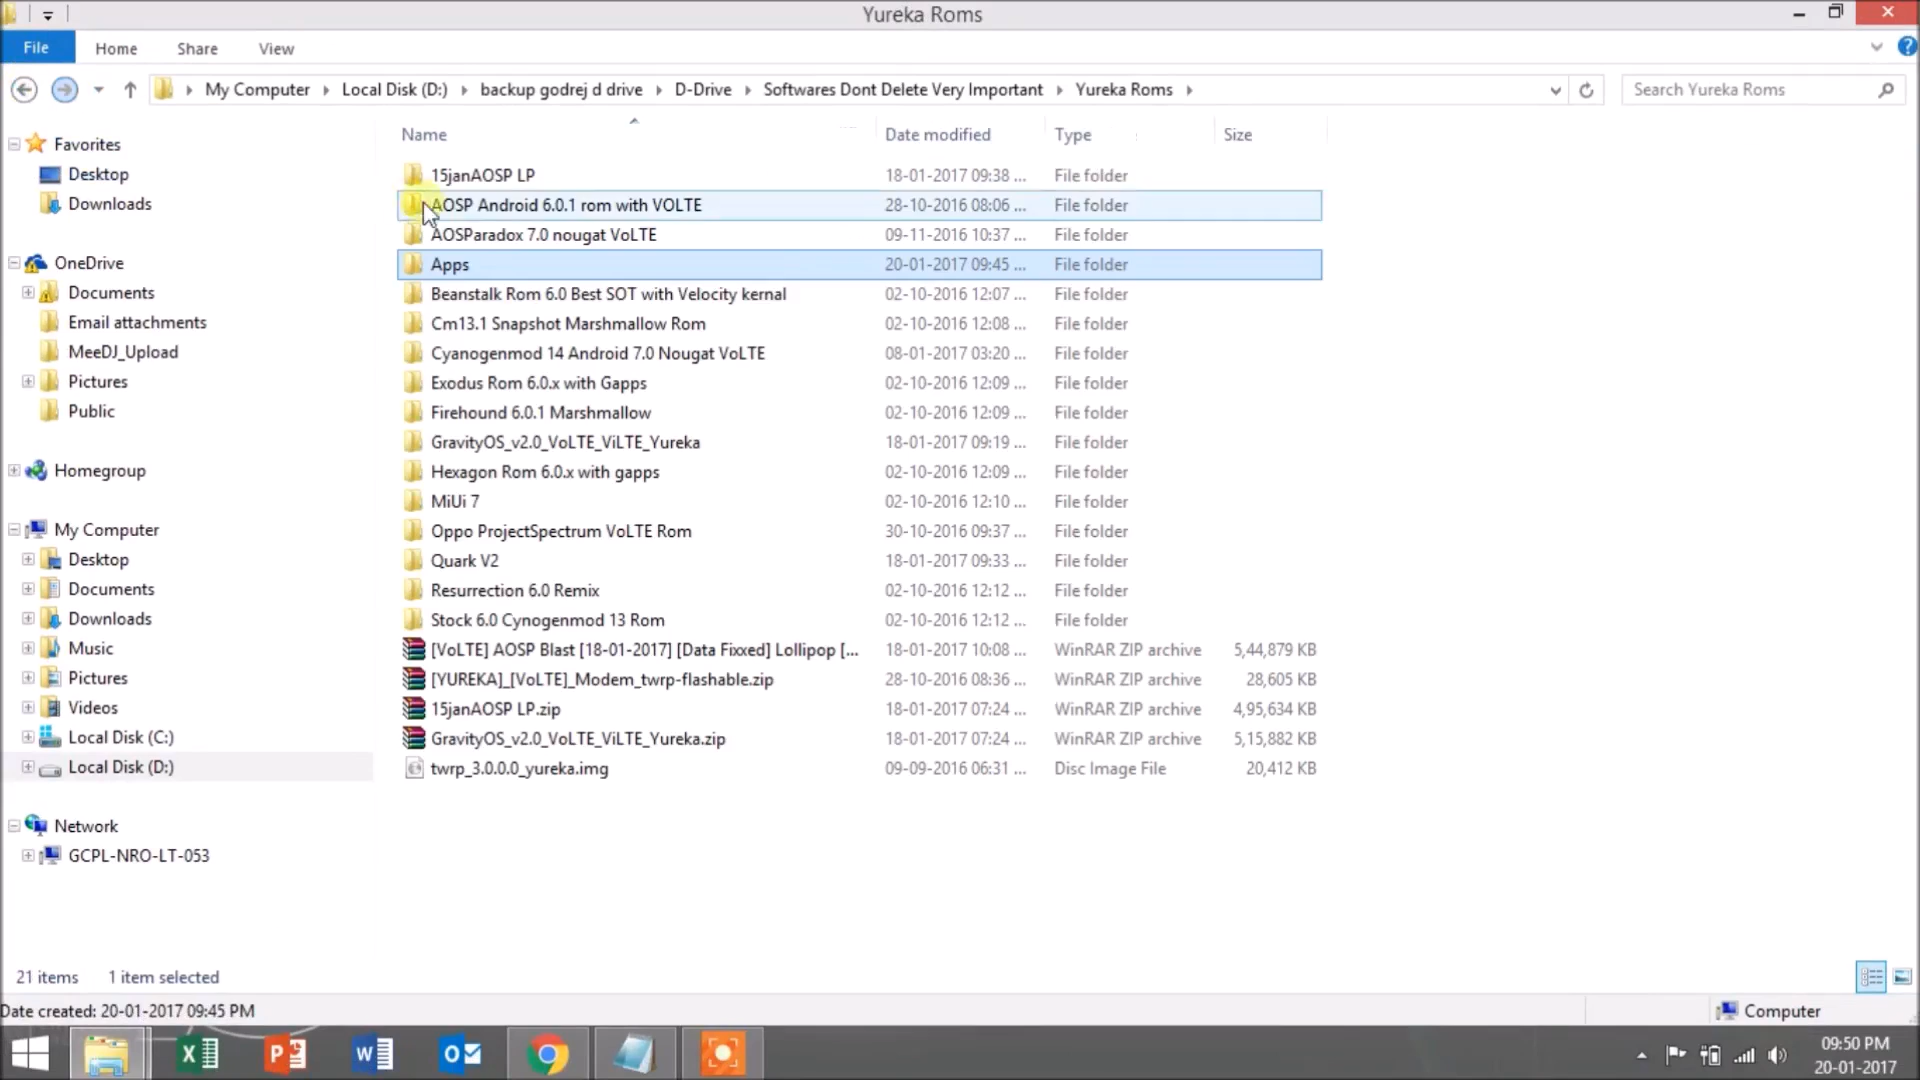 Yureka Roms
File Home Share View
My Computer Local Disk (D:) backup godrej d drive D-Drive Softwares Dont Delete Very Important Yureka Roms Search Yureka Roms
Name Date modified Type Size
Favorites
Desktop
Downloads
OneDrive
Documents
Email attachments
MeeDJ_Upload
Pictures
Public
Homegroup
My Computer
Desktop
Documents
Downloads
Music
Pictures
Videos
Local Disk (C:)
Local Disk (D:)
Network
GCPL-NRO-LT-053
15janAOSP LP 18-01-2017 09:38 ... File folder
AOSP Android 6.0.1 rom with VOLTE 28-10-2016 08:06 ... File folder
AOSParadox 7.0 nougat VoLTE 09-11-2016 10:37 ... File folder
Apps 20-01-2017 09:45 ... File folder
Beanstalk Rom 6.0 Best SOT with Velocity kernal 02-10-2016 12:07 ... File folder
Cm13.1 Snapshot Marshmallow Rom 02-10-2016 12:08 ... File folder
Cyanogenmod 14 Android 7.0 Nougat VoLTE 08-01-2017 03:20 ... File folder
Exodus Rom 6.0.x with Gapps 02-10-2016 12:09 ... File folder
Firehound 6.0.1 Marshmallow 02-10-2016 12:09 ... File folder
GravityOS_v2.0_VoLTE_ViLTE_Yureka 18-01-2017 09:19 ... File folder
Hexagon Rom 6.0.x with gapps 02-10-2016 12:09 ... File folder
MiUi 7 02-10-2016 12:10 ... File folder
Oppo ProjectSpectrum VoLTE Rom 30-10-2016 09:37 ... File folder
Quark V2 18-01-2017 09:33 ... File folder
Resurrection 6.0 Remix 02-10-2016 12:12 ... File folder
Stock 6.0 Cynogenmod 13 Rom 02-10-2016 12:12 ... File folder
[VoLTE] AOSP Blast [18-01-2017] [Data Fixxed] Lollipop [... 18-01-2017 10:08 ... WinRAR ZIP archive 5,44,879 KB
[YUREKA]_[VoLTE]_Modem_twrp-flashable.zip 28-10-2016 08:36 ... WinRAR ZIP archive 28,605 KB
15janAOSP LP.zip 18-01-2017 07:24 ... WinRAR ZIP archive 4,95,634 KB
GravityOS_v2.0_VoLTE_ViLTE_Yureka.zip 18-01-2017 07:24 ... WinRAR ZIP archive 5,15,882 KB
twrp_3.0.0.0_yureka.img 09-09-2016 06:31 ... Disc Image File 20,412 KB
21 items 1 item selected
Date created: 20-01-2017 09:45 PM Computer
09:50 PM
20-01-2017